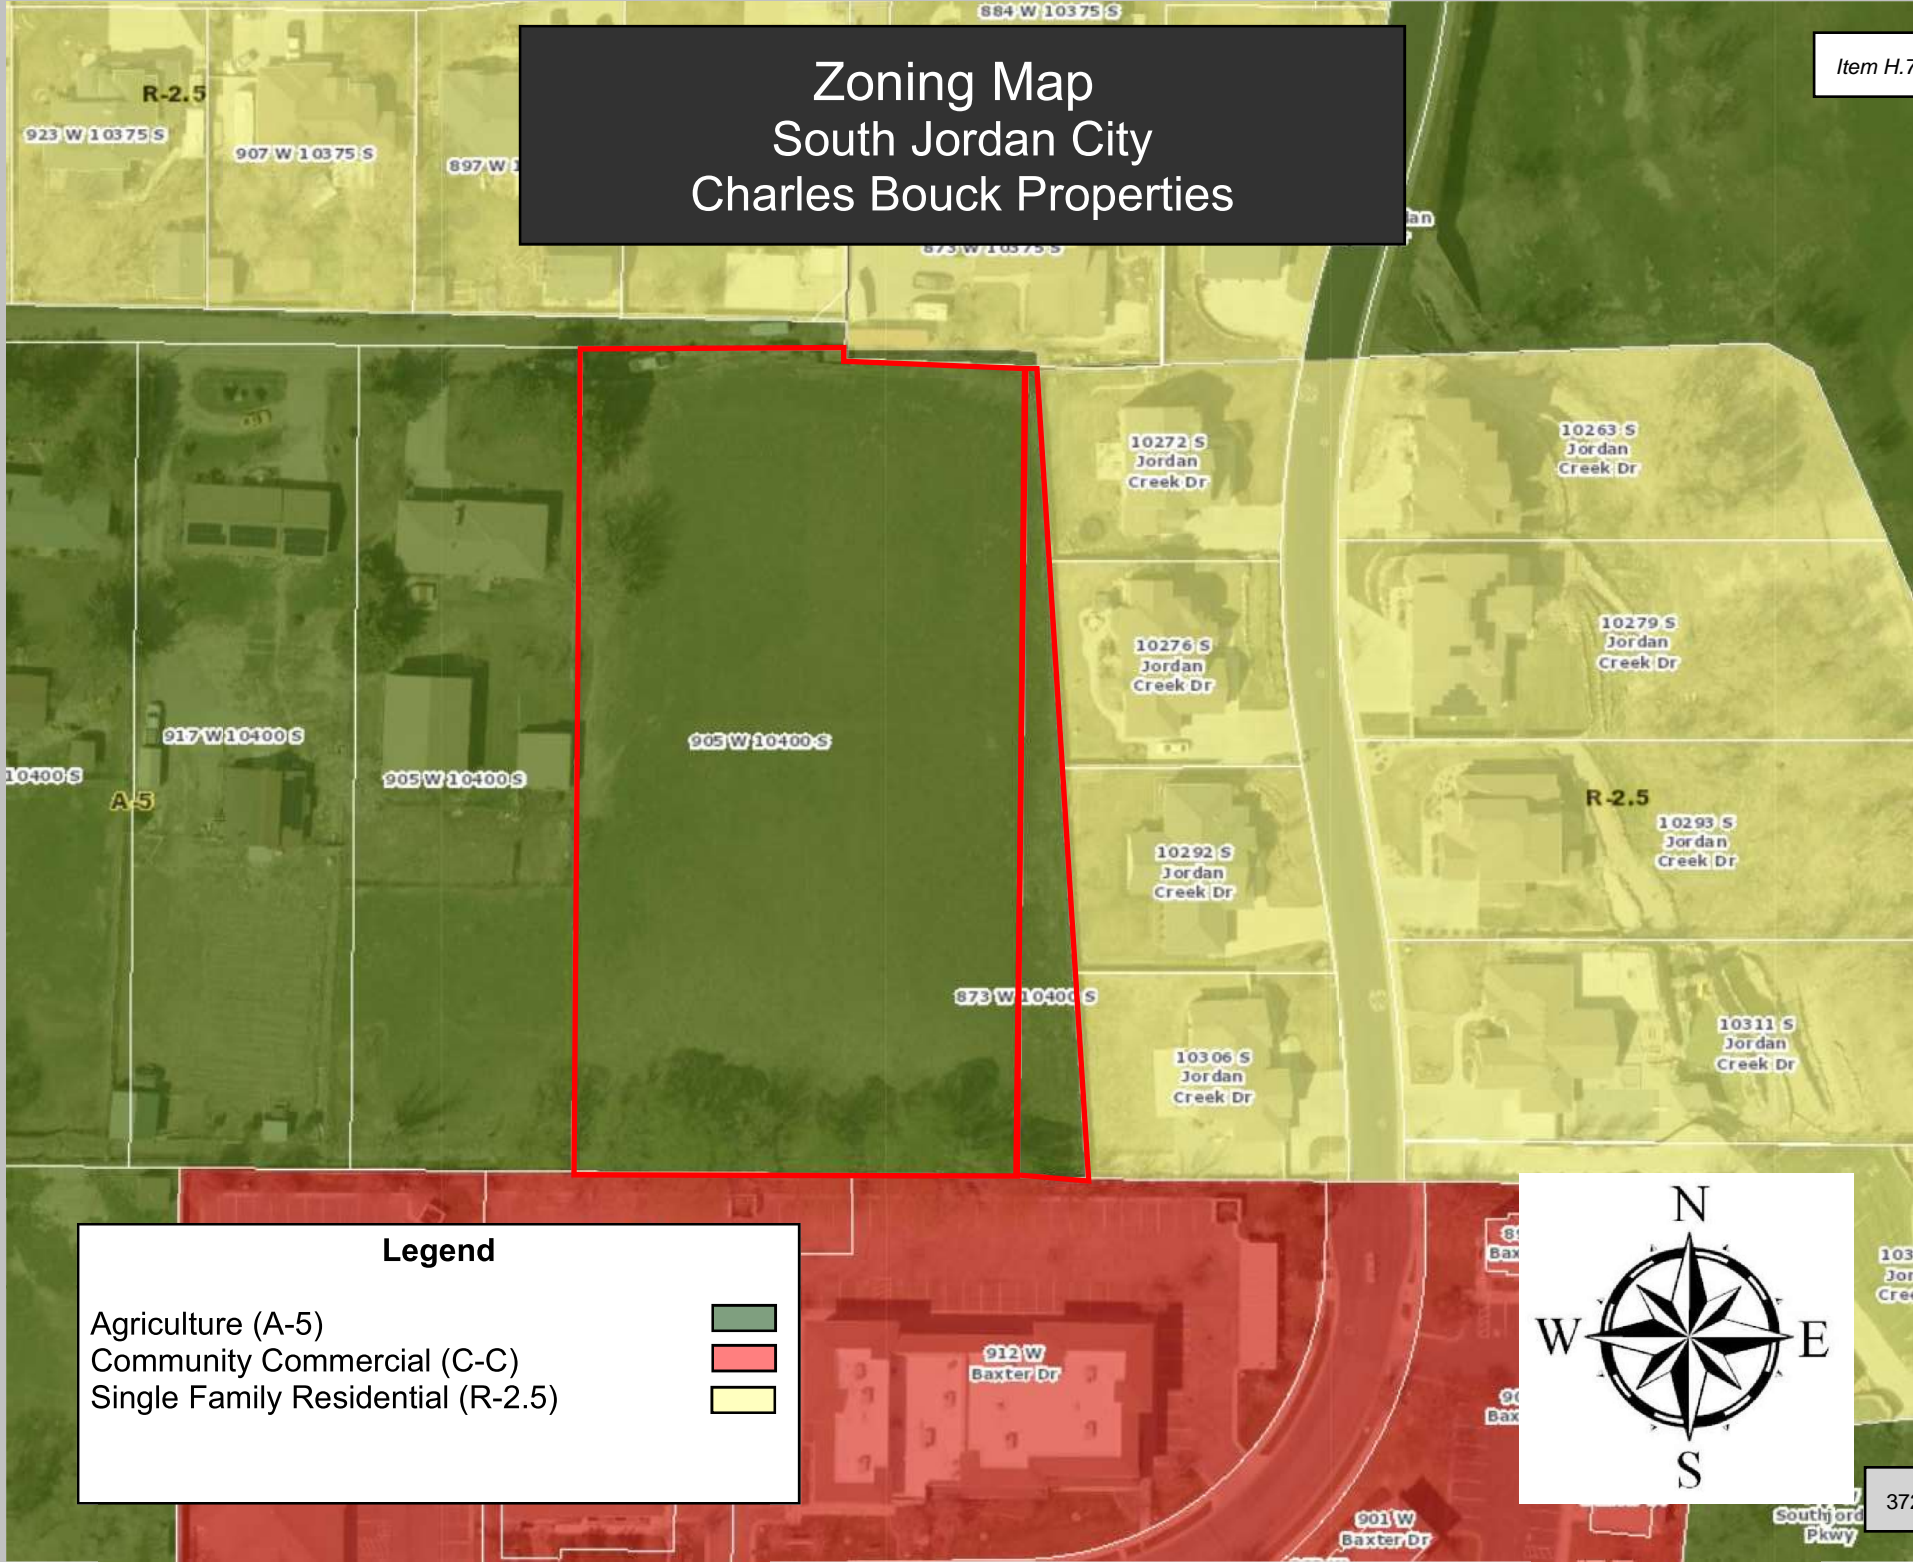 884 W 10375 S
Zoning Map
South Jordan City
Charles Bouck Properties
Item H.7
R-2.5
923 W 10375 S
907 W 10375 S
897 W
873 W 10375 S
10272 S
Jordan
Creek Dr
10263 S
Jordan
Creek Dr
10276 S
Jordan
Creek Dr
10279 S
Jordan
Creek Dr
917 W 10400 S
905 W 10400 S
905 W 10400 S
10400 S
A-5
R-2.5
10292 S
Jordan
Creek Dr
10293 S
Jordan
Creek Dr
873 W 10400 S
10306 S
Jordan
Creek Dr
10311 S
Jordan
Creek Dr
Legend
Agriculture (A-5)
Community Commercial (C-C)
Single Family Residential (R-2.5)
912 W
Baxter Dr
901 W
Baxter Dr
N
W
E
S
372
Southjord
Pkwy